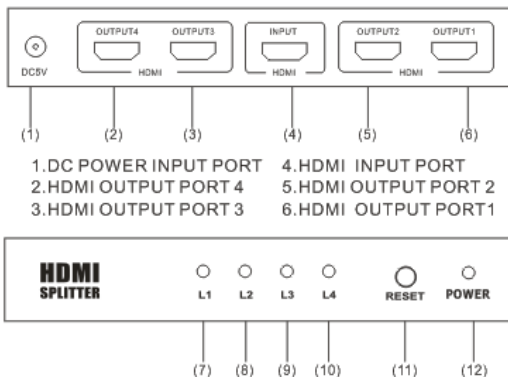 OUTPUT4 OUTPUT3 INPUT OUTPUT2 OUTPUT1
DC5V HDMI HDMI HDMI
(1) (2) (3) (4) (5) (6)
1.DC POWER INPUT PORT 4.HDMI INPUT PORT
2.HDMI OUTPUT PORT 4 5.HDMI OUTPUT PORT 2
3.HDMI OUTPUT PORT 3 6.HDMI OUTPUT PORT1
HDMI
SPLITTER
L1 L2 L3 L4 RESET POWER
(7) (8) (9) (10) (11) (12)